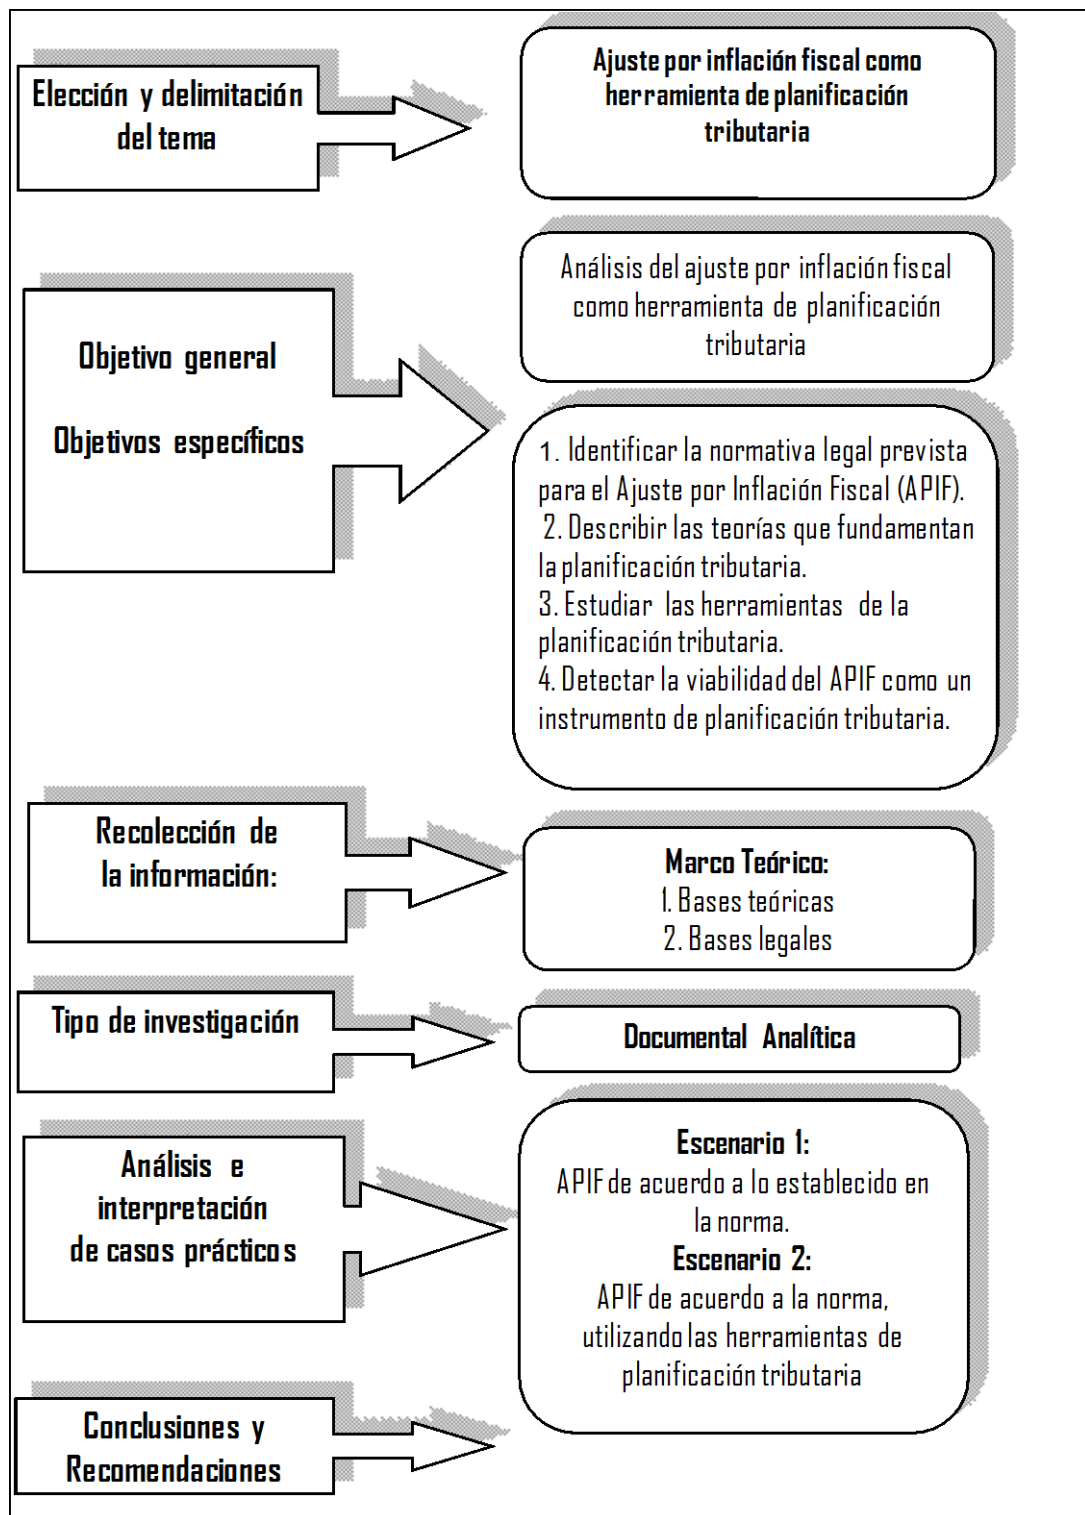 Elección y delimitación
del tema
Ajuste por inflación fiscal como
herramienta de planificación
tributaria
Objetivo general
Objetivos específicos
Análisis del ajuste por inflación fiscal
como herramienta de planificación
tributaria
1. Identificar la normativa legal prevista
para el Ajuste por Inflación Fiscal (APIF).
2. Describir las teorías que fundamentan
la planificación tributaria.
3. Estudiar las herramientas de la
planificación tributaria.
4. Detectar la viabilidad del APIF como un
instrumento de planificación tributaria.
Recolección de
la información:
Marco Teórico:
1. Bases teóricas
2. Bases legales
Tipo de investigación
Documental Analítica
Análisis e
interpretación
de casos prácticos
Escenario 1:
APIF de acuerdo a lo establecido en
la norma.
Escenario 2:
APIF de acuerdo a la norma,
utilizando las herramientas de
planificación tributaria
Conclusiones y
Recomendaciones